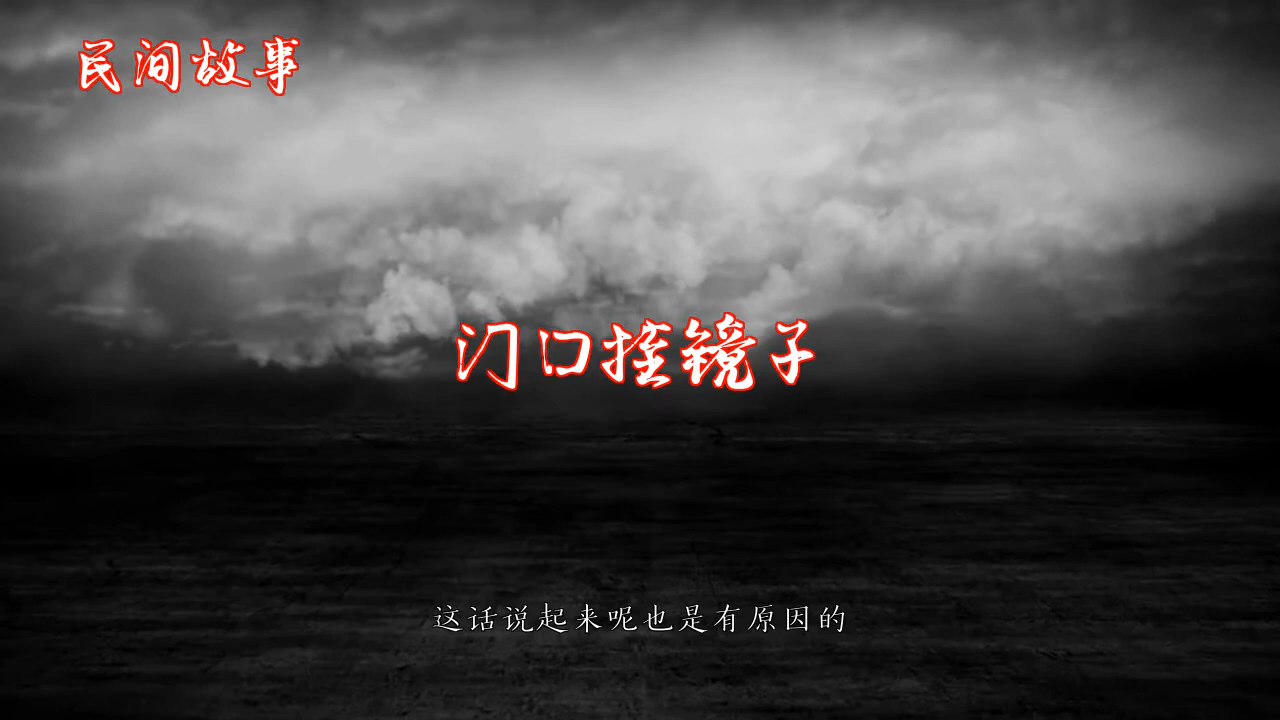 民间故事
门口挂镜子
这话说起来呢也是有原因的